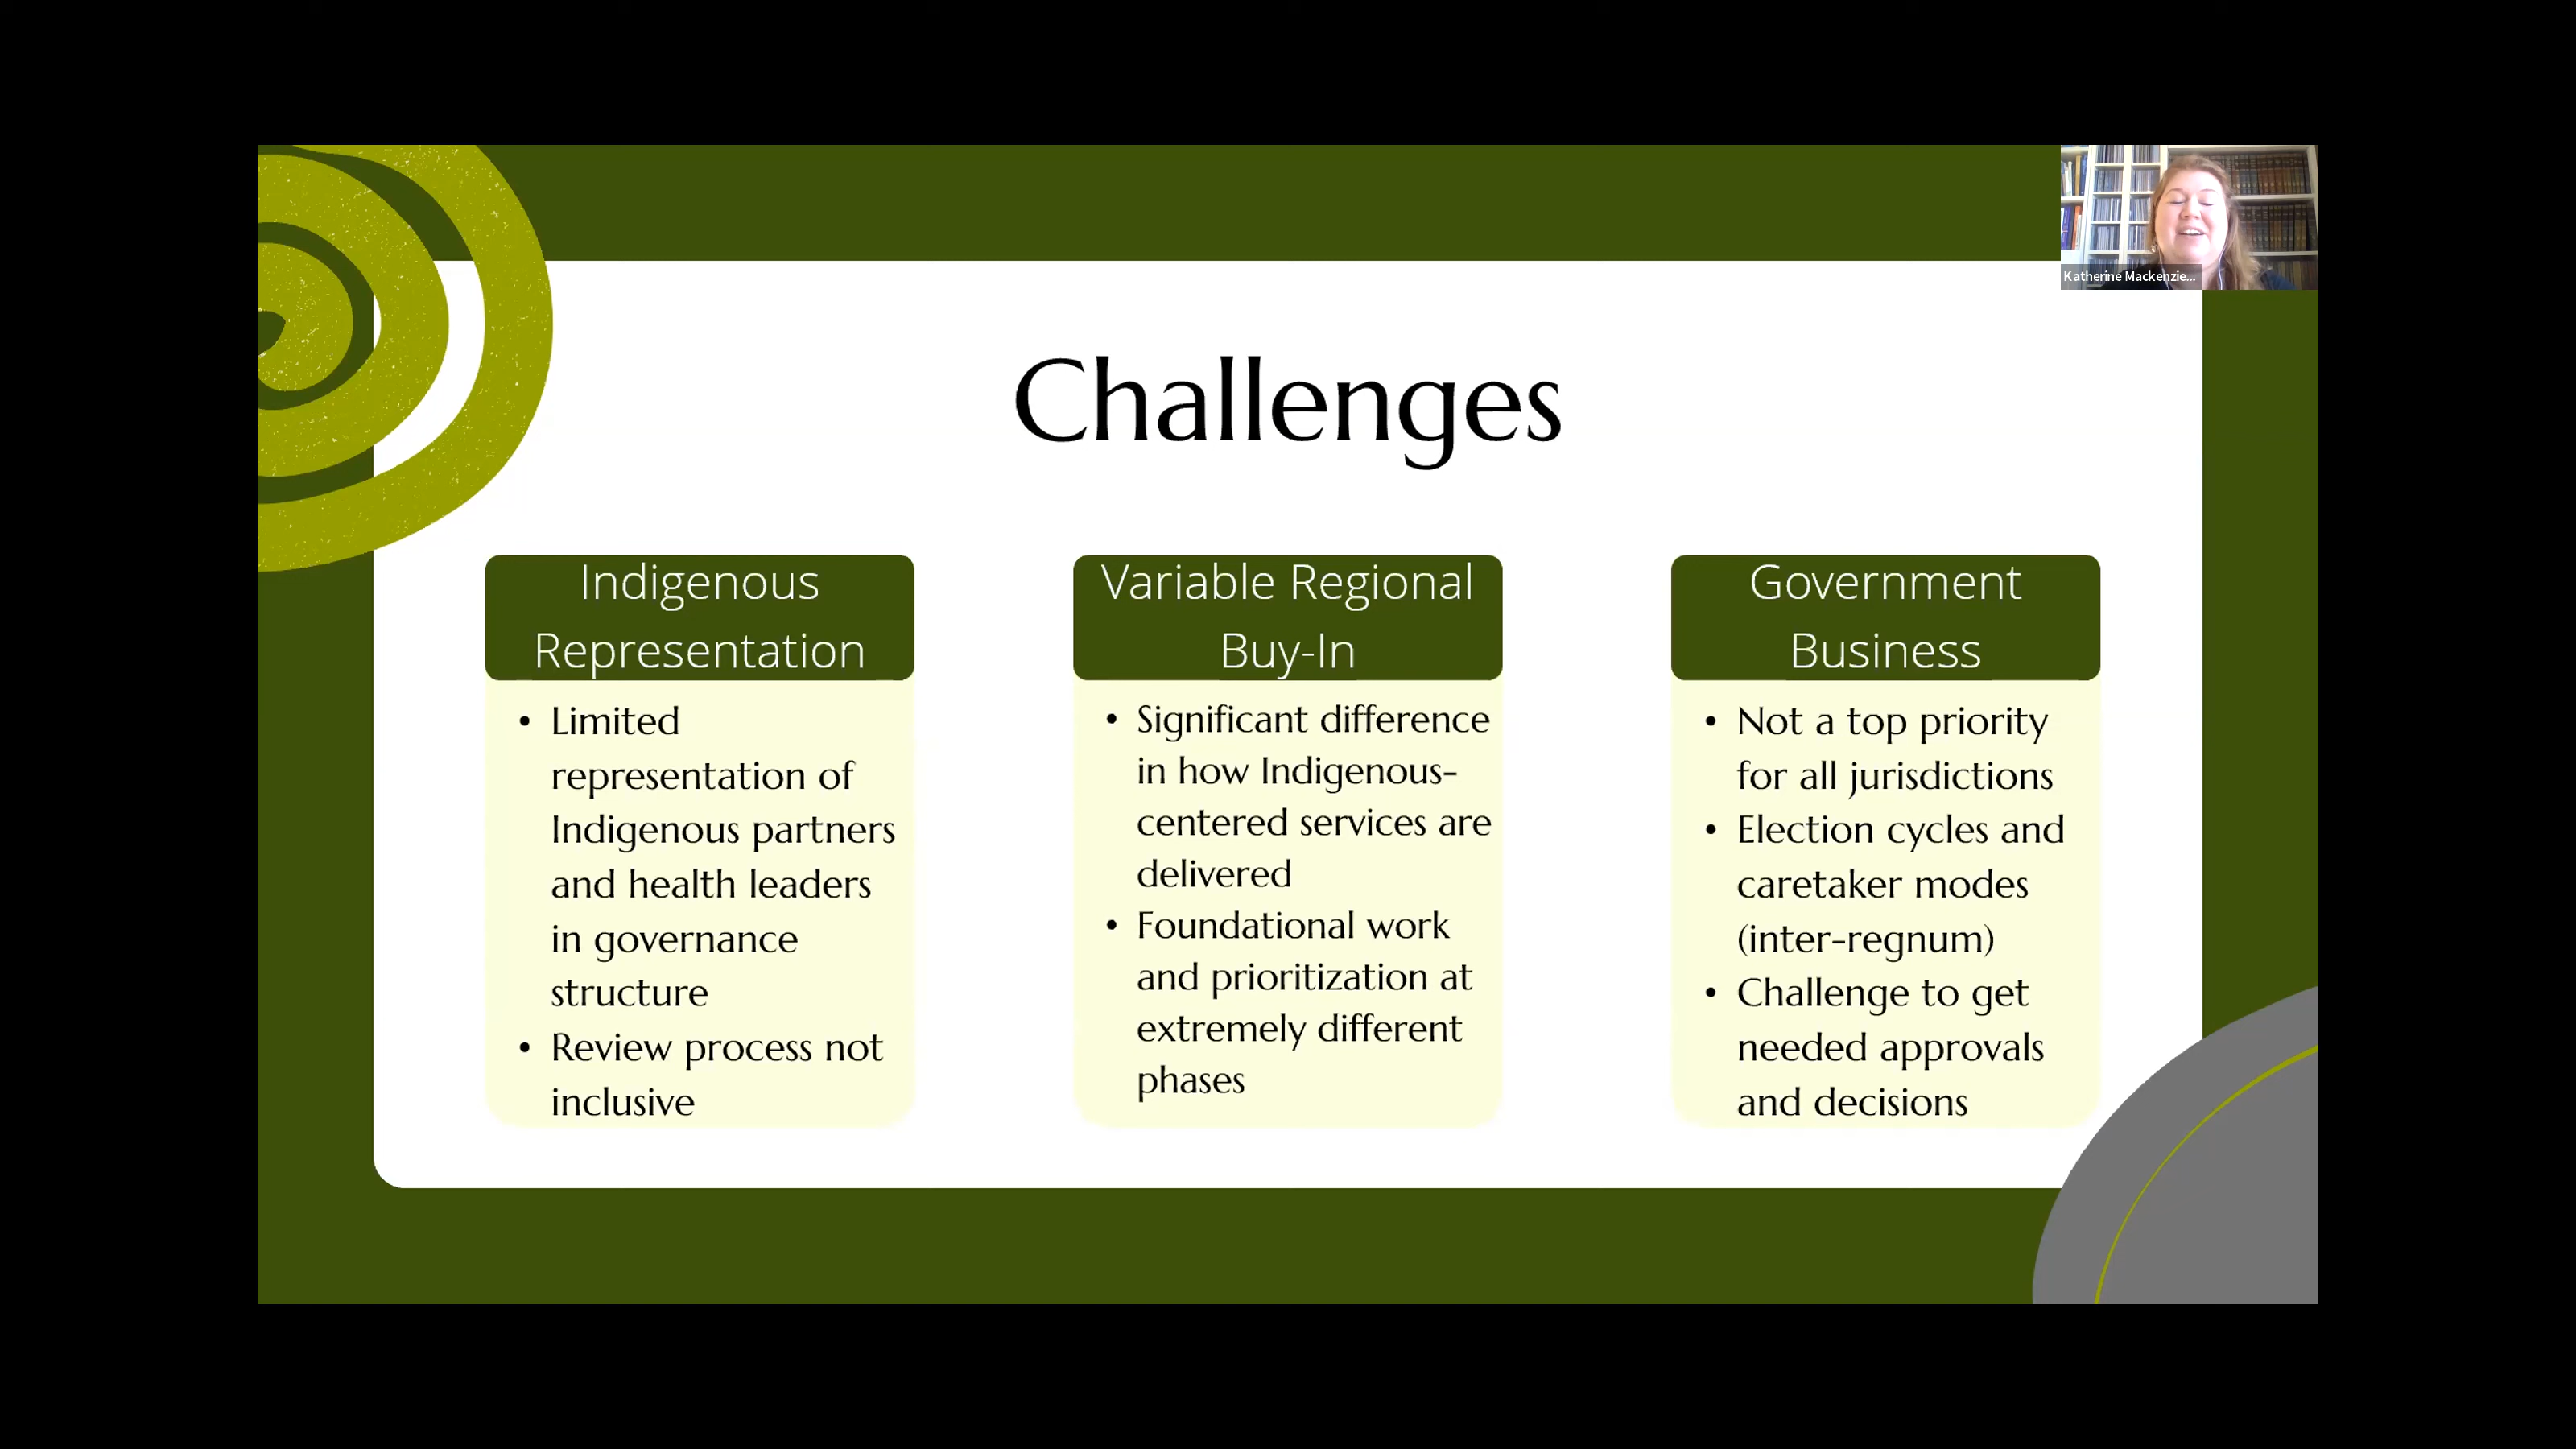 Katherine Mackenzie...
Challenges
Indigenous
Representation
• Limited
representation of
Indigenous partners
and health leaders
in governance
structure
• Review process not
inclusive
Variable Regional
Buy-In
• Significant difference
in how Indigenous-
centered services are
delivered
• Foundational work
and prioritization at
extremely different
phases
Government
Business
• Not a top priority
for all jurisdictions
• Election cycles and
caretaker modes
(inter-regnum)
• Challenge to get
needed approvals
and decisions